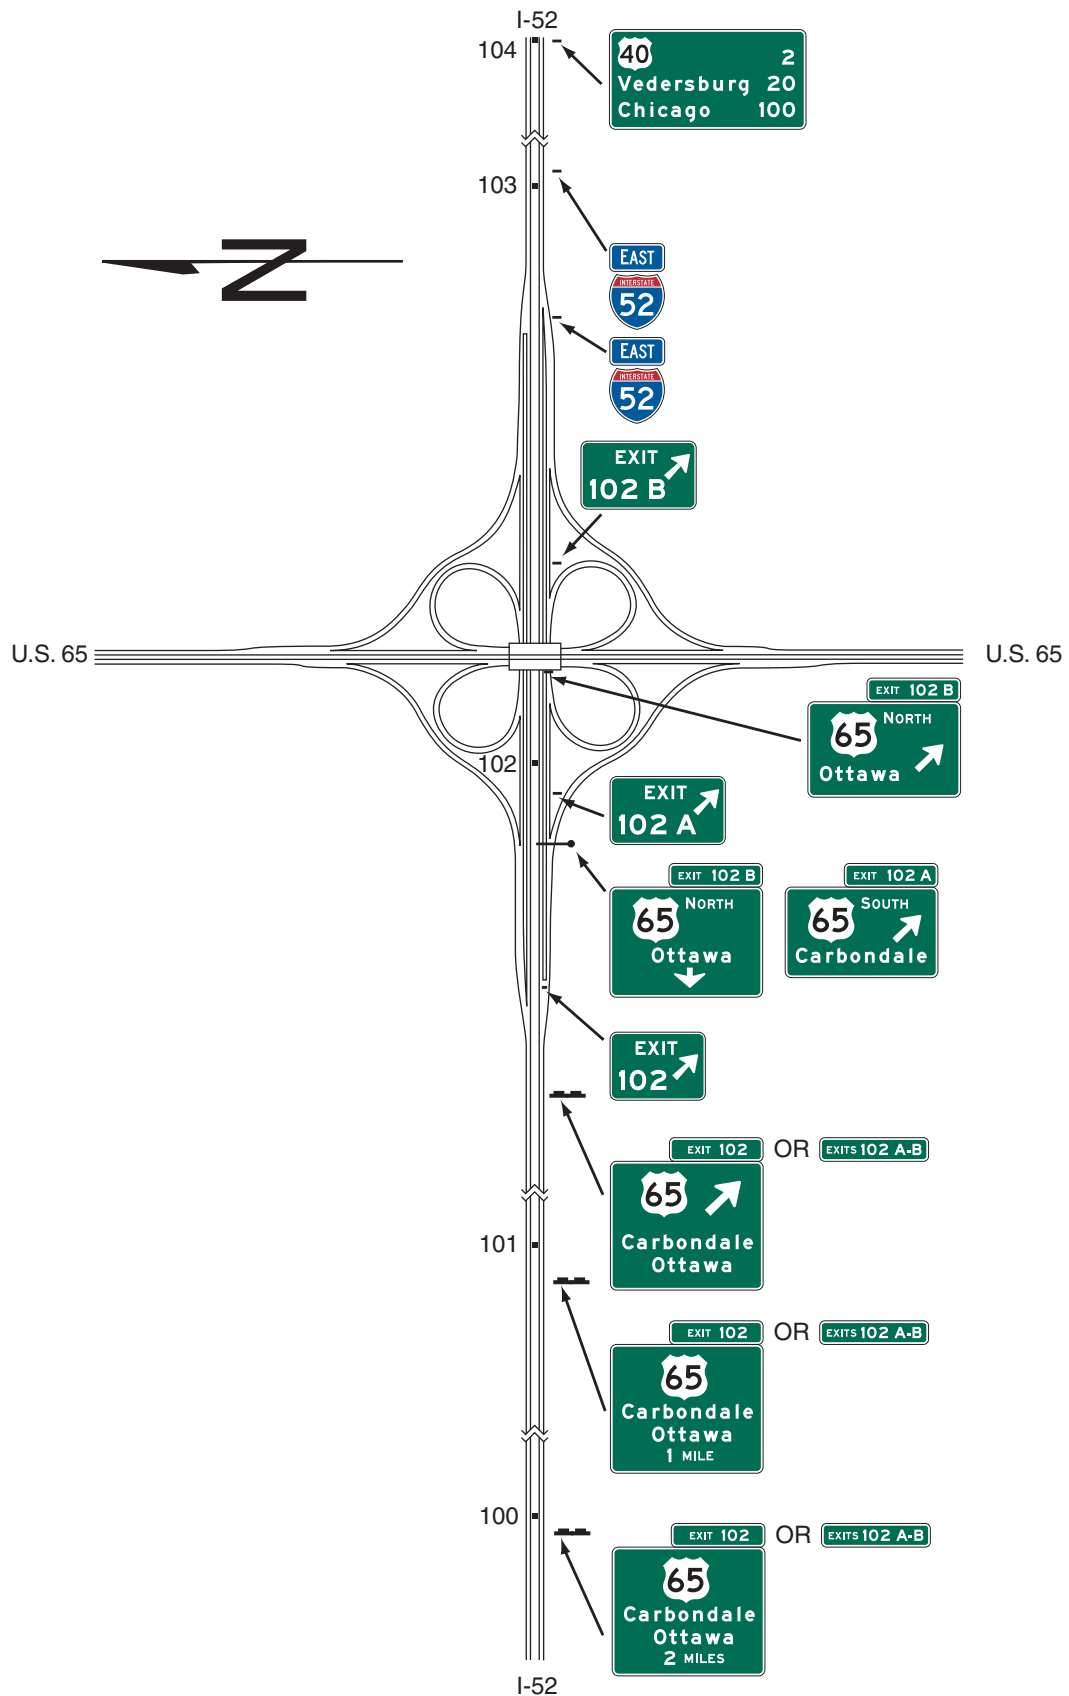 I-52
104
40 2
Vedersburg 20
Chicago 100
103
N
EAST
INTERSTATE
52
EAST
INTERSTATE
52
EXIT
102 B
U.S. 65
U.S. 65
EXIT 102 B
65 NORTH
Ottawa
102
EXIT
102 A
EXIT 102 B
65 NORTH
Ottawa
EXIT 102 A
65 SOUTH
Carbondale
EXIT
102
EXIT 102 OR EXITS 102 A-B
65
Carbondale
Ottawa
101
EXIT 102 OR EXITS 102 A-B
65
Carbondale
Ottawa
1 MILE
100
EXIT 102 OR EXITS 102 A-B
65
Carbondale
Ottawa
2 MILES
I-52